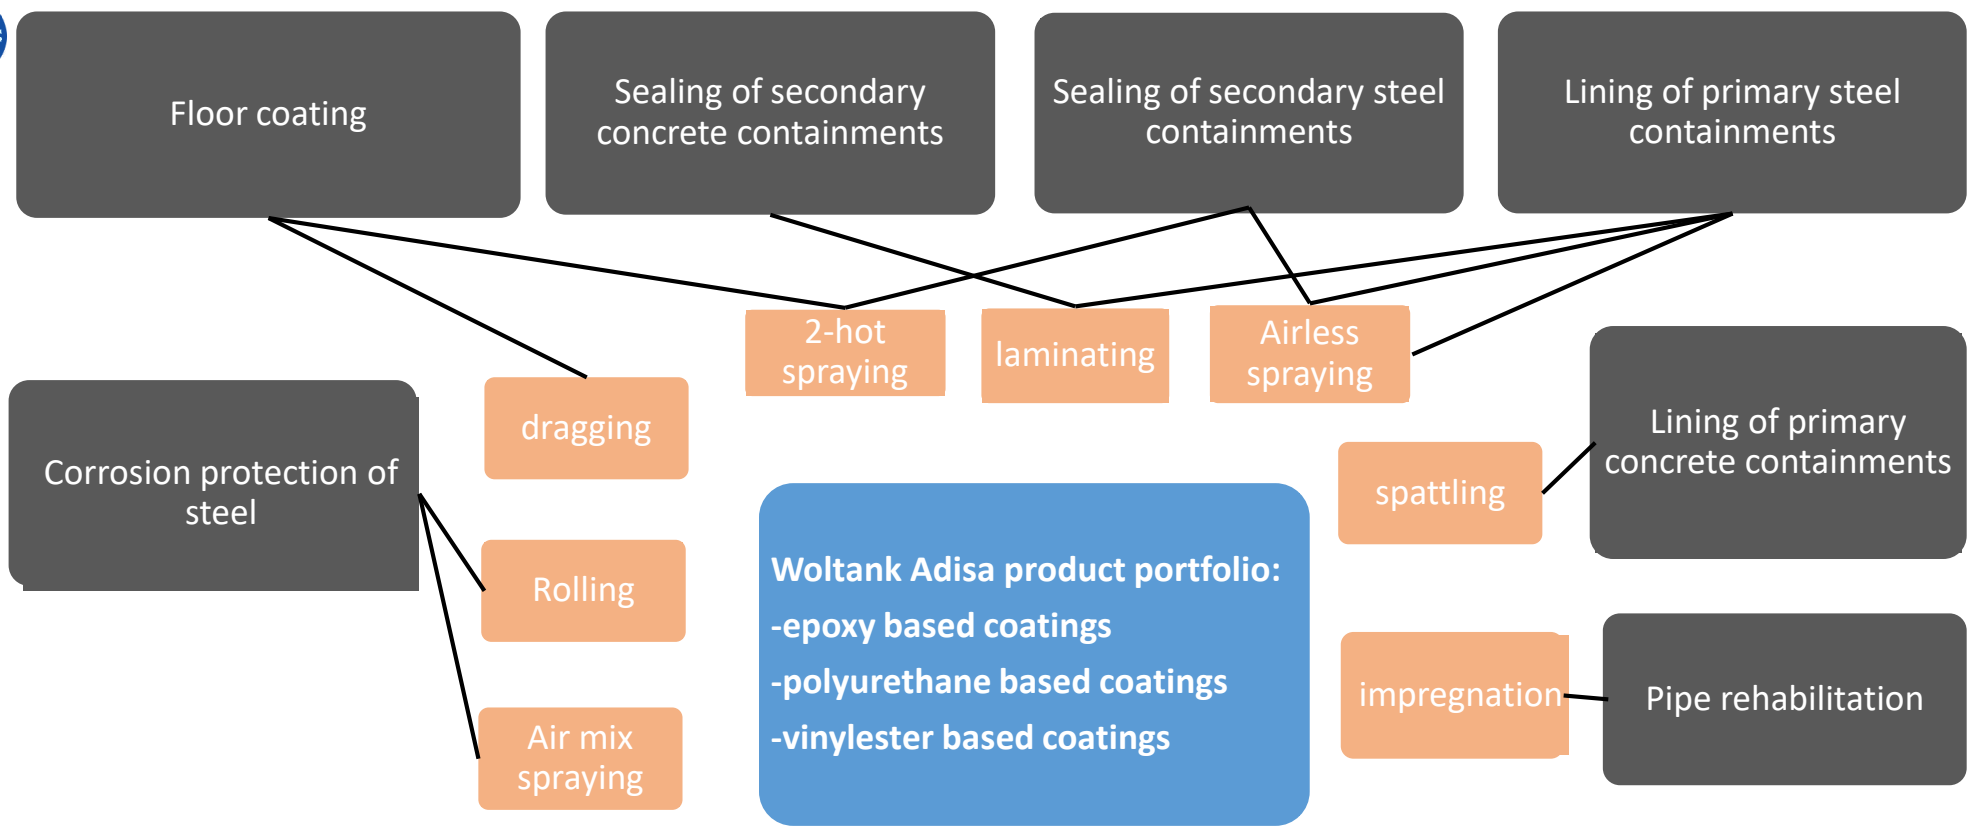 Floor coating
Sealing of secondary
concrete containments
Sealing of secondary steel
containments
Lining of primary steel
containments
2-hot
spraying
laminating
Airless
spraying
dragging
Corrosion protection of
steel
Lining of primary
concrete containments
spattling
Rolling
Woltank Adisa product portfolio:
-epoxy based coatings
-polyurethane based coatings
-vinylester based coatings
impregnation
Pipe rehabilitation
Air mix
spraying